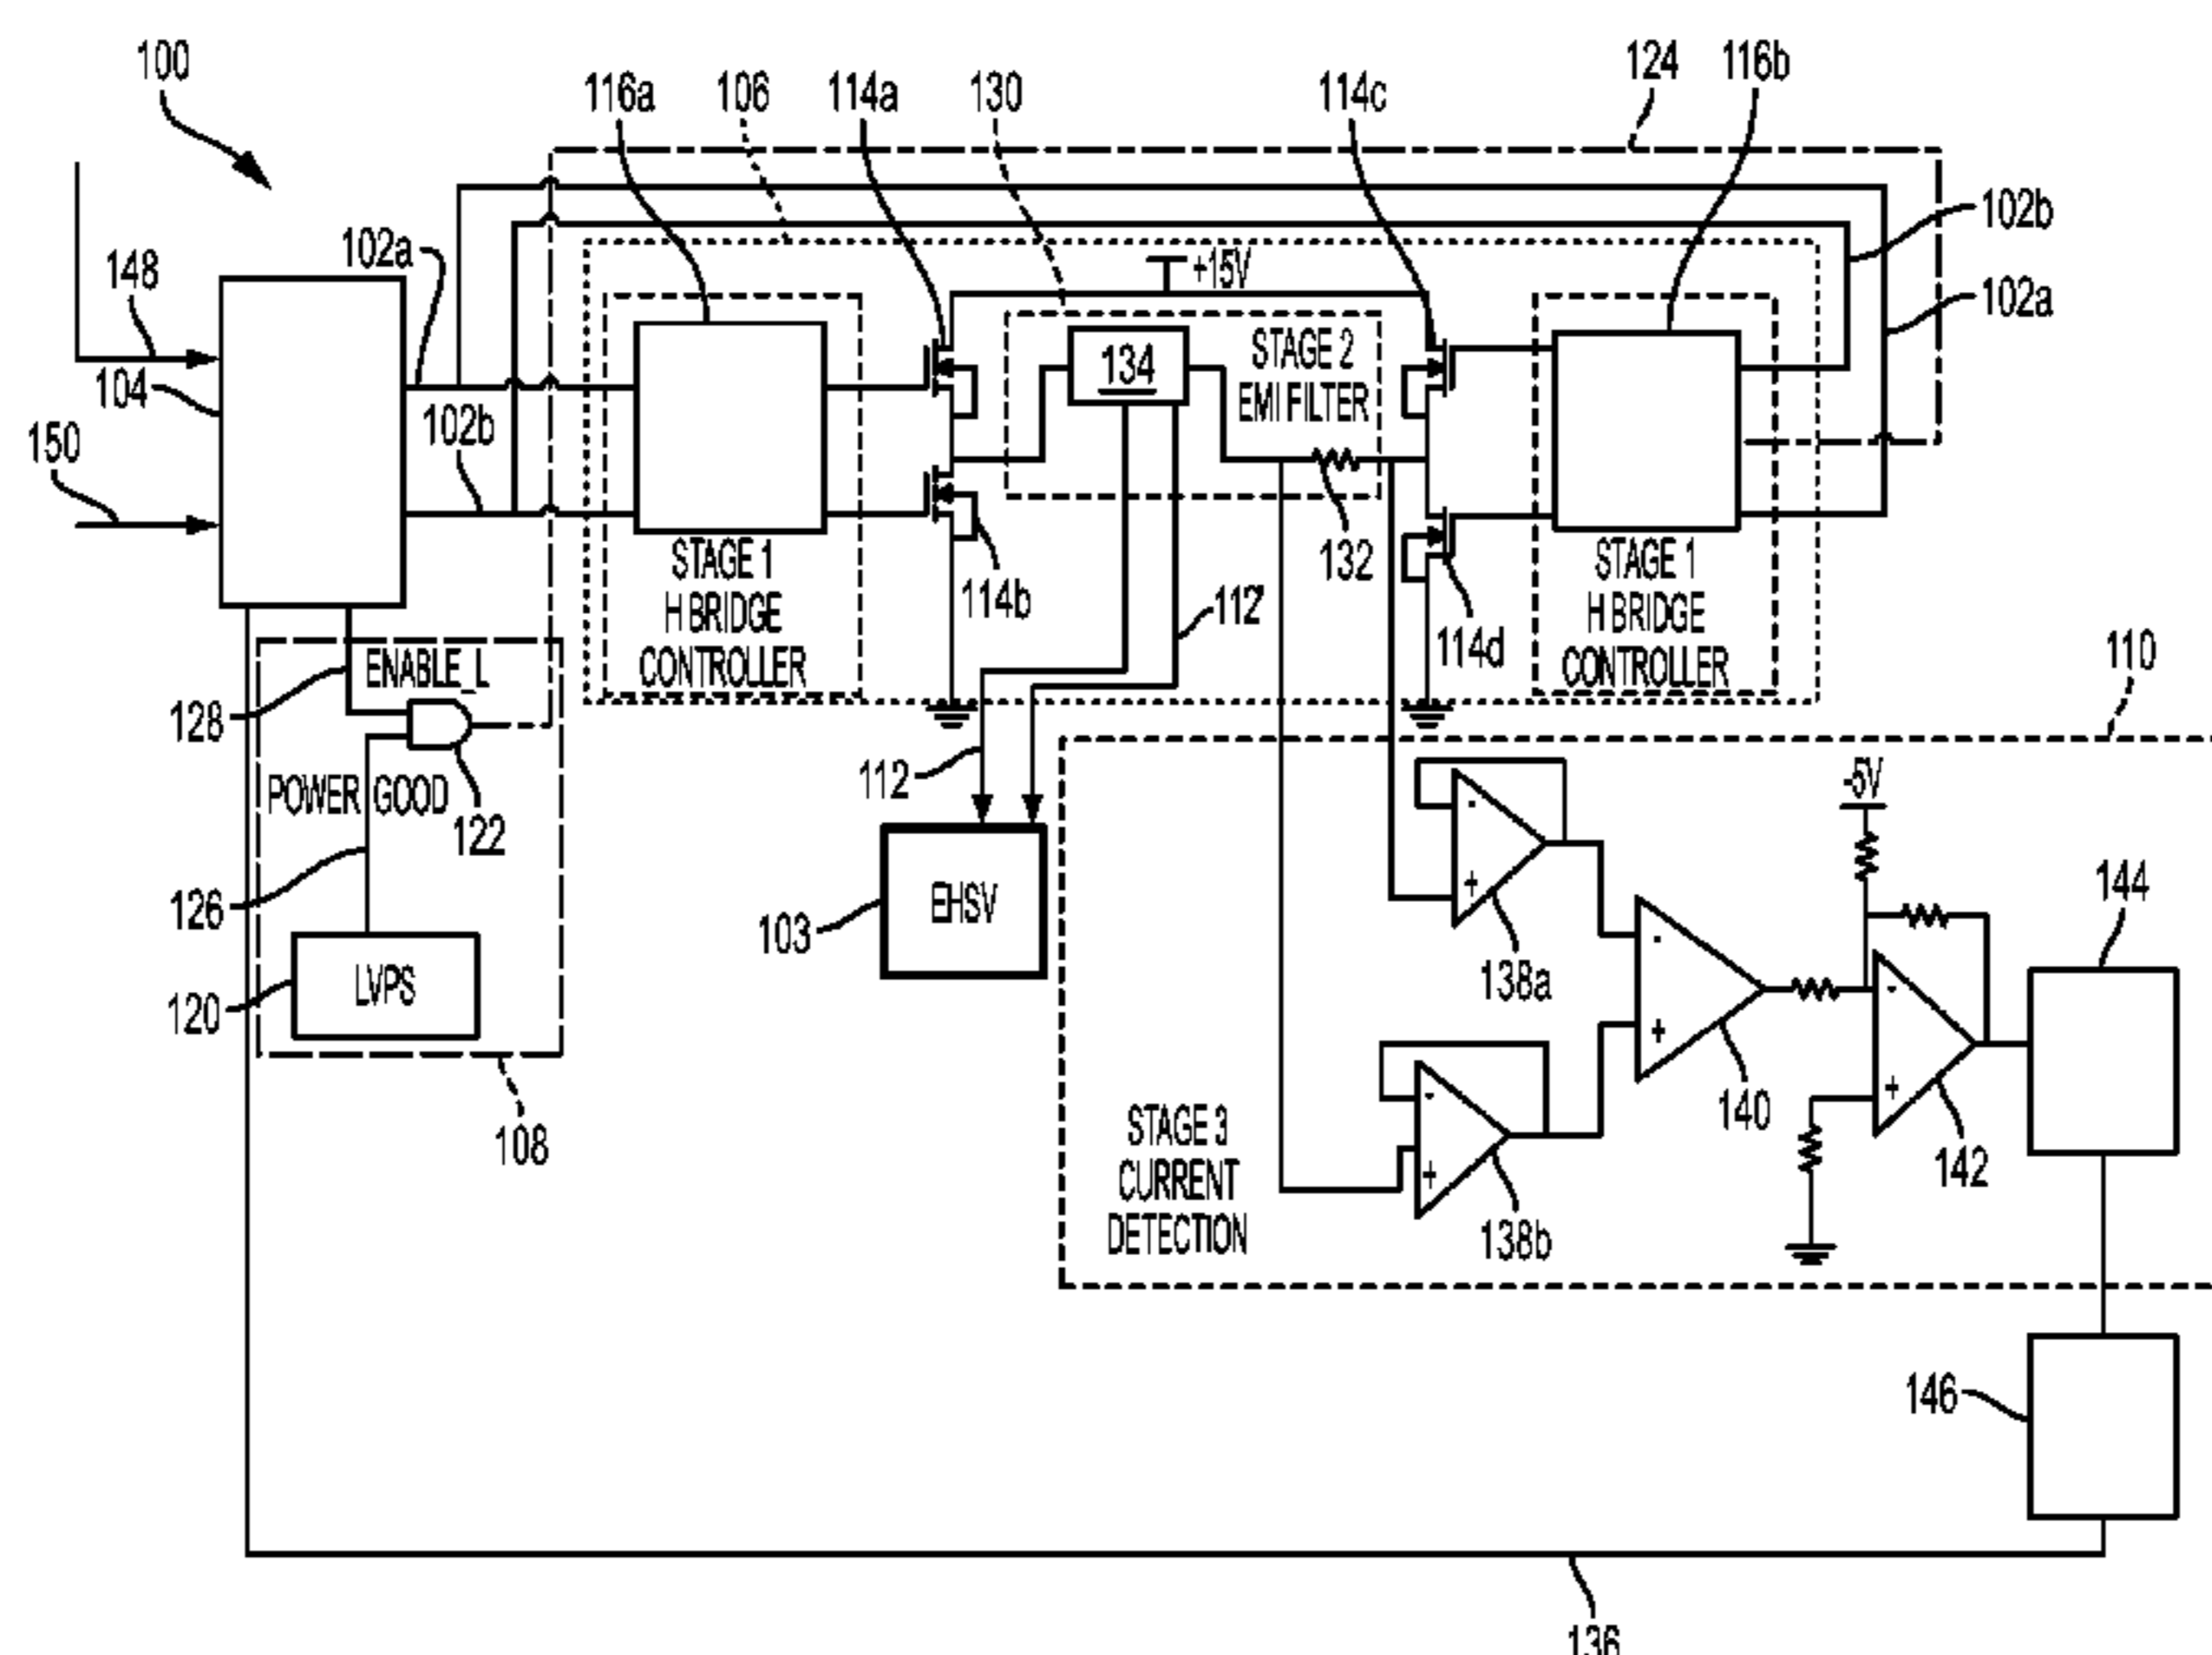 100
116a
106
114a
130
114c
124
116b
102a
148
104
102b
150
+15V
102b
102a
134
STAGE 2
EMI FILTER
132
STAGE 1
H BRIDGE
CONTROLLER
114b
112
114d
STAGE 1
H BRIDGE
CONTROLLER
110
ENABLE_L
128
POWER GOOD
122
126
LVPS
120
108
112
EHSV
103
-5V
-
+
138a
-
+
140
-
+
142
144
-
+
138b
STAGE 3
CURRENT
DETECTION
146
136